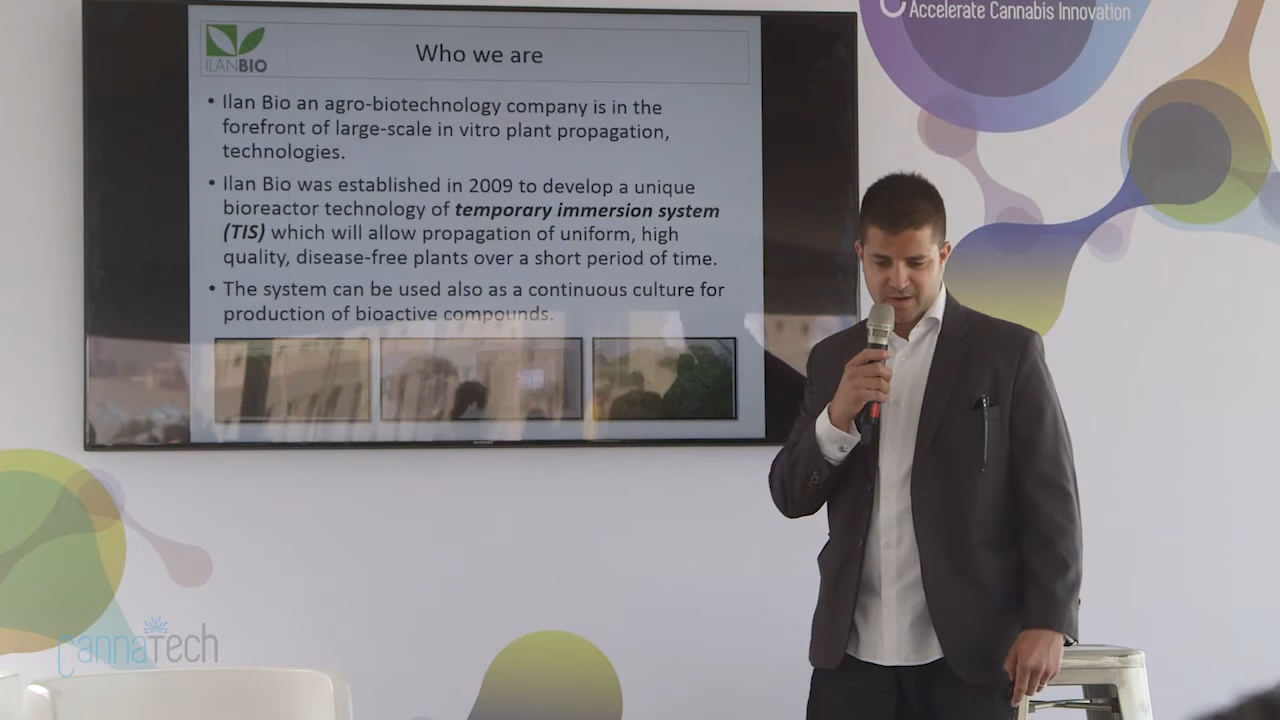 Accelerate Cannabis Innovation
ILANBIO
Who we are
• Ilan Bio an agro-biotechnology company is in the
forefront of large-scale in vitro plant propagation,
technologies.
• Ilan Bio was established in 2009 to develop a unique
bioreactor technology of temporary immersion system
(TIS) which will allow propagation of uniform, high
quality, disease-free plants over a short period of time.
• The system can be used also as a continuous culture for
production of bioactive compounds.
SAMSUNG
cannaTech